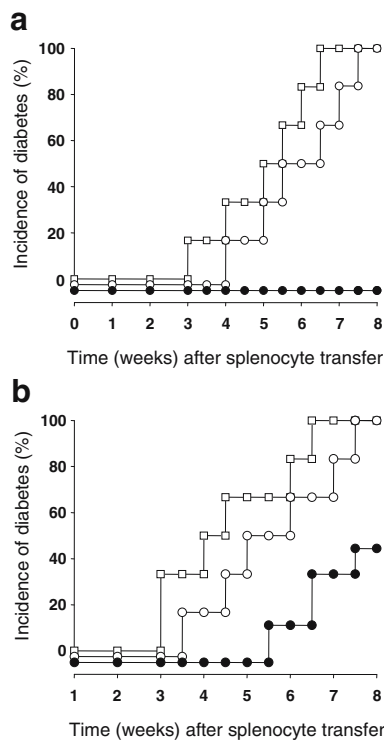 a
Incidence of diabetes (%)
100
80
60
40
20
0
0 1 2 3 4 5 6 7 8
Time (weeks) after splenocyte transfer
b
Incidence of diabetes (%)
100
80
60
40
20
0
1 2 3 4 5 6 7 8
Time (weeks) after splenocyte transfer